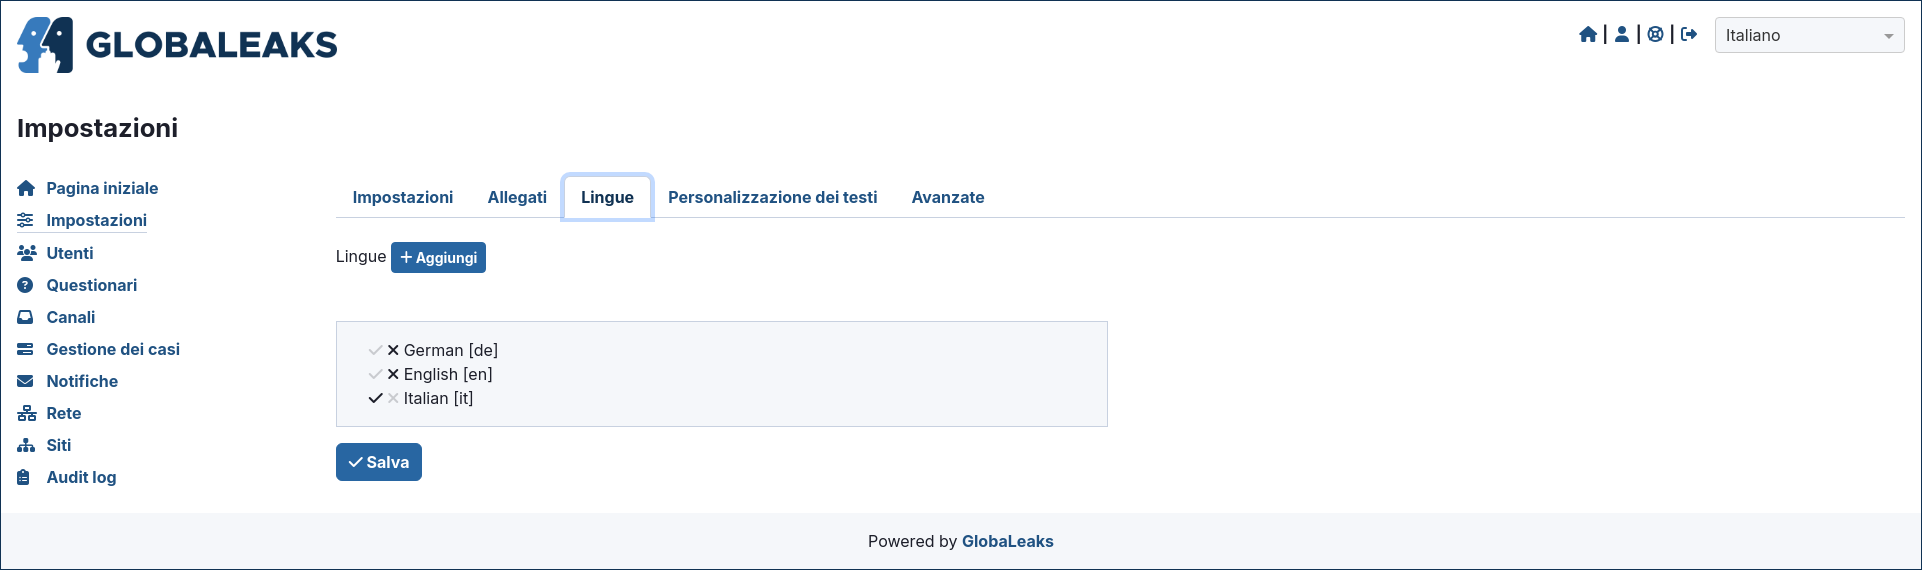 GLOBALEAKS
Italiano
Impostazioni
Pagina iniziale
Impostazioni
Utenti
Questionari
Canali
Gestione dei casi
Notifiche
Rete
Siti
Audit log
Impostazioni Allegati Lingue Personalizzazione dei testi Avanzate
Lingue Aggiungi
German [de]
English [en]
Italian [it]
Salva
Powered by GlobaLeaks